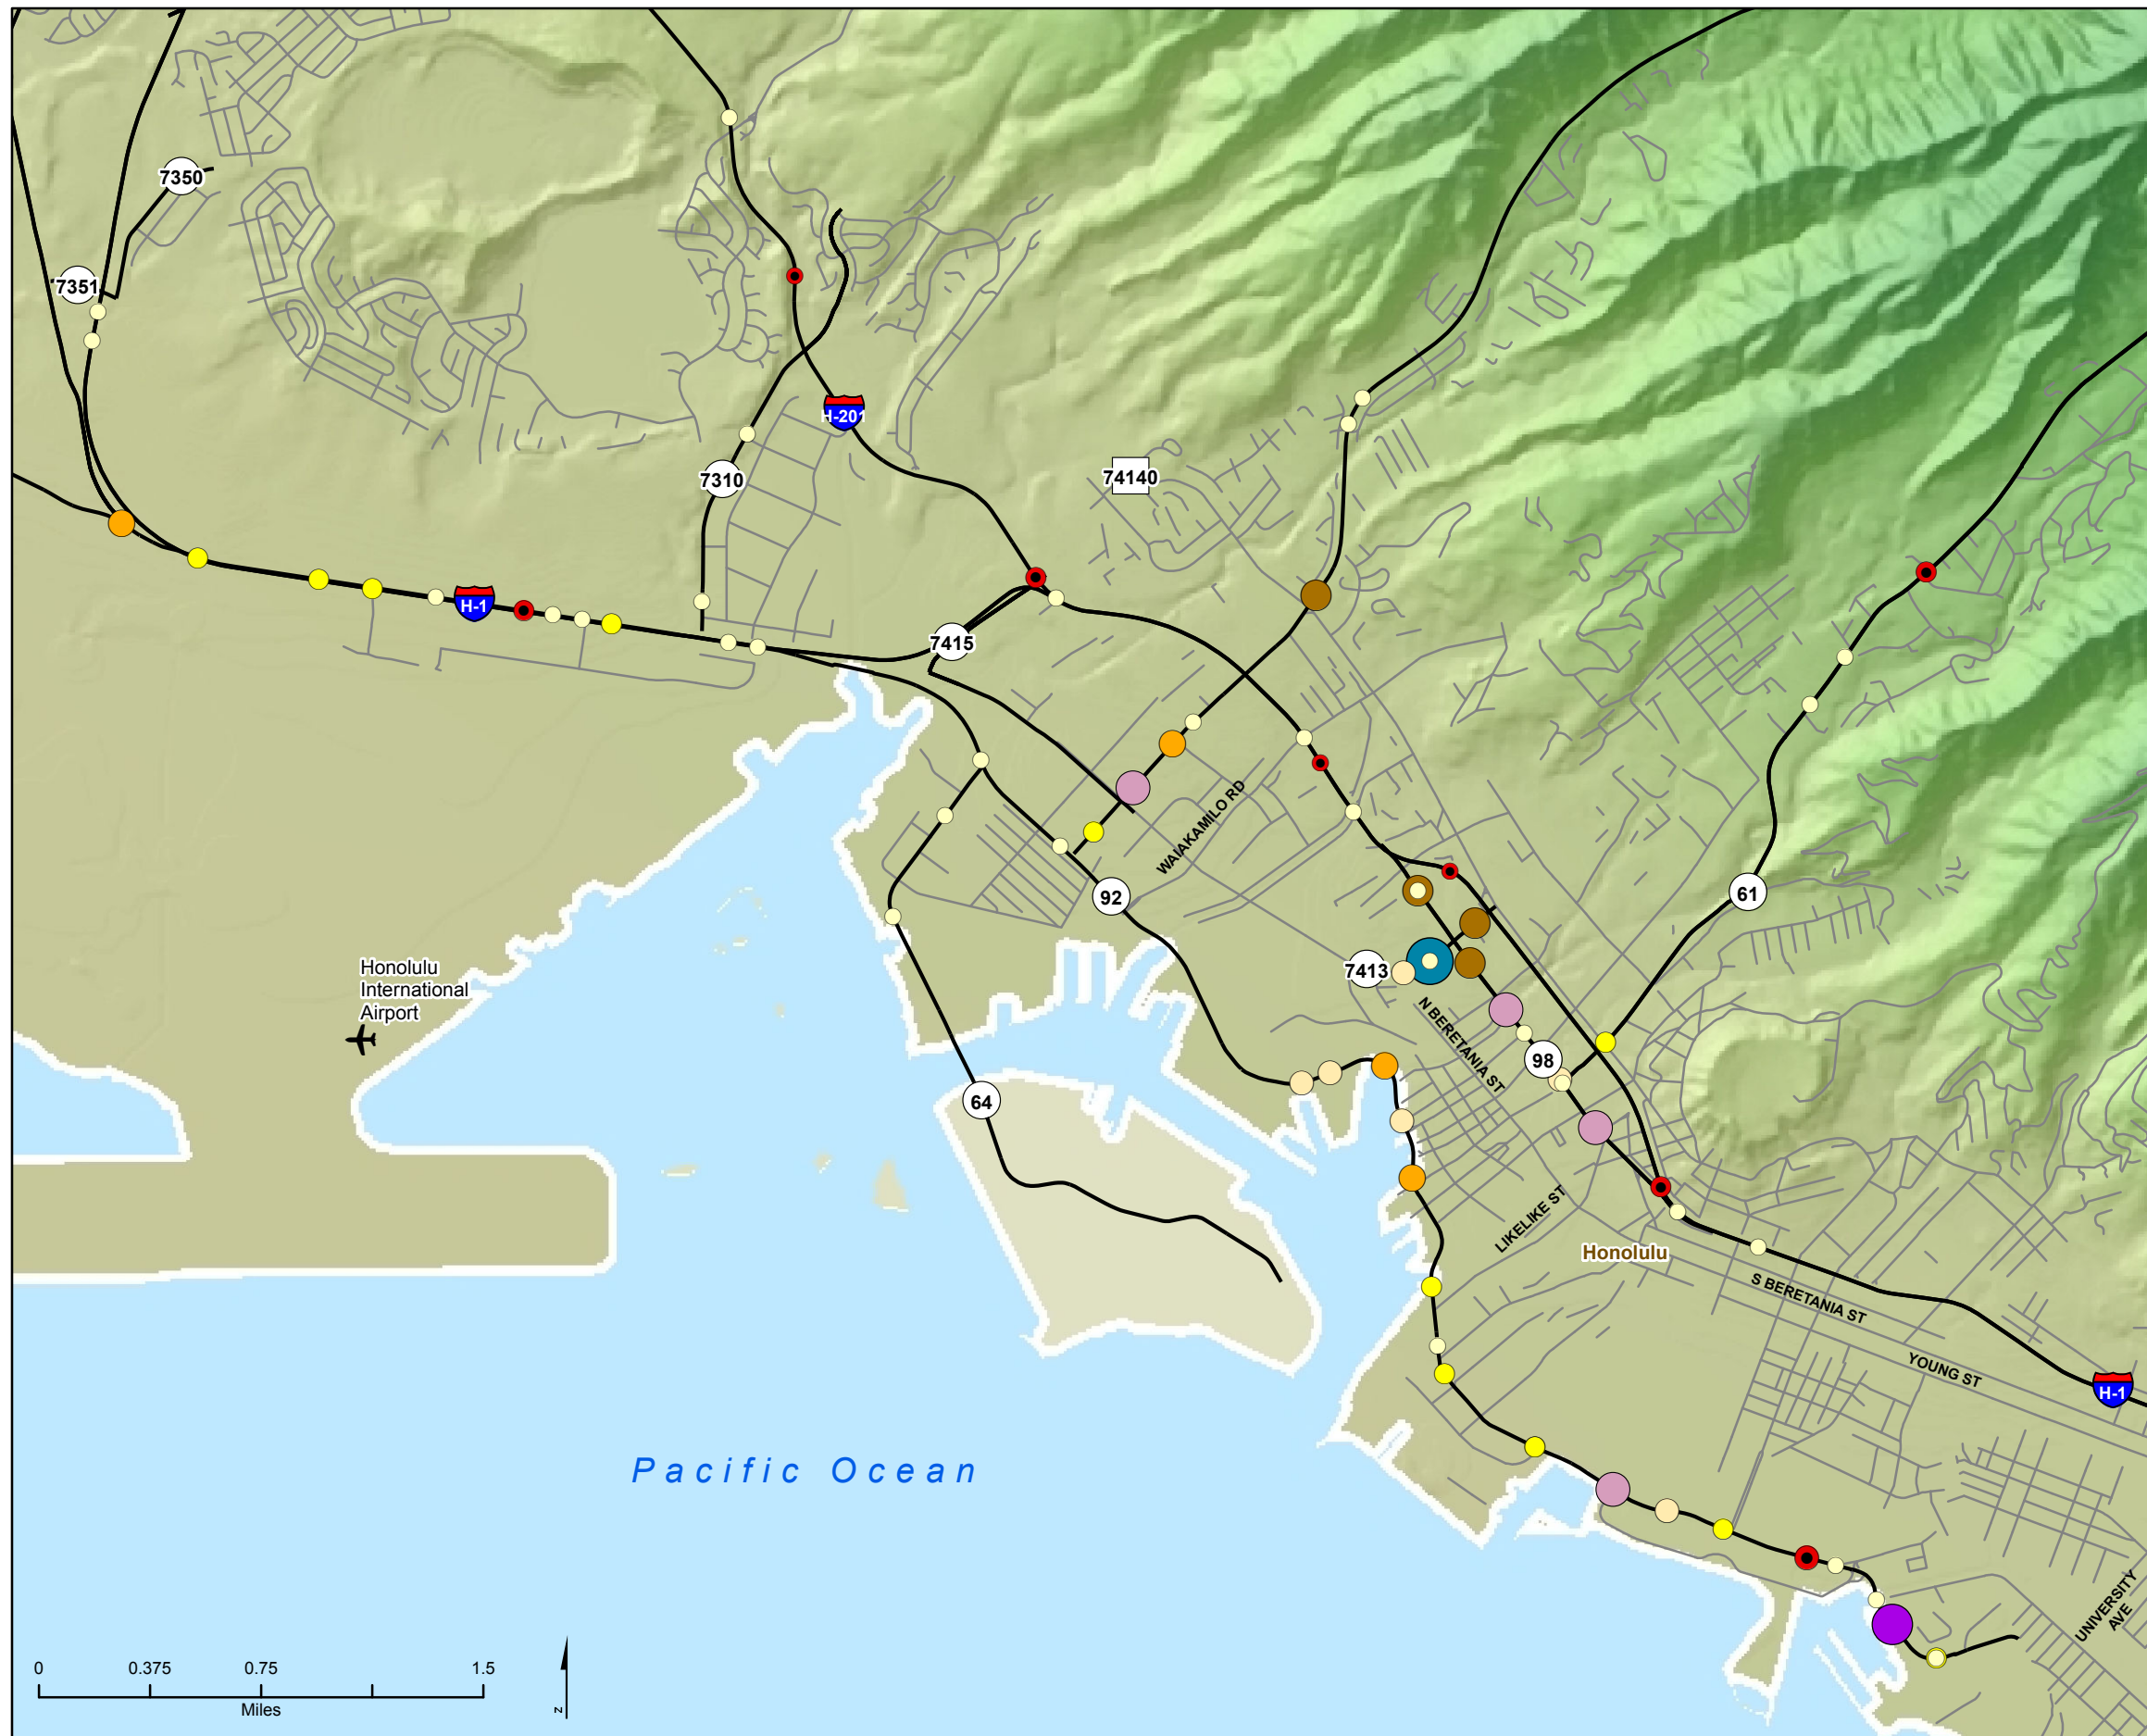 7350
7351
H-201
7310
74140
H-1
7415
WAIAKAMILO RD
92
61
7413
Honolulu
International
Airport
N BERETANIA ST
98
64
LIKELIKE ST
Honolulu
S BERETANIA ST
YOUNG ST
H-1
Pacific Ocean
UNIVERSITY
AVE
0 0.375 0.75 1.5
Miles
z